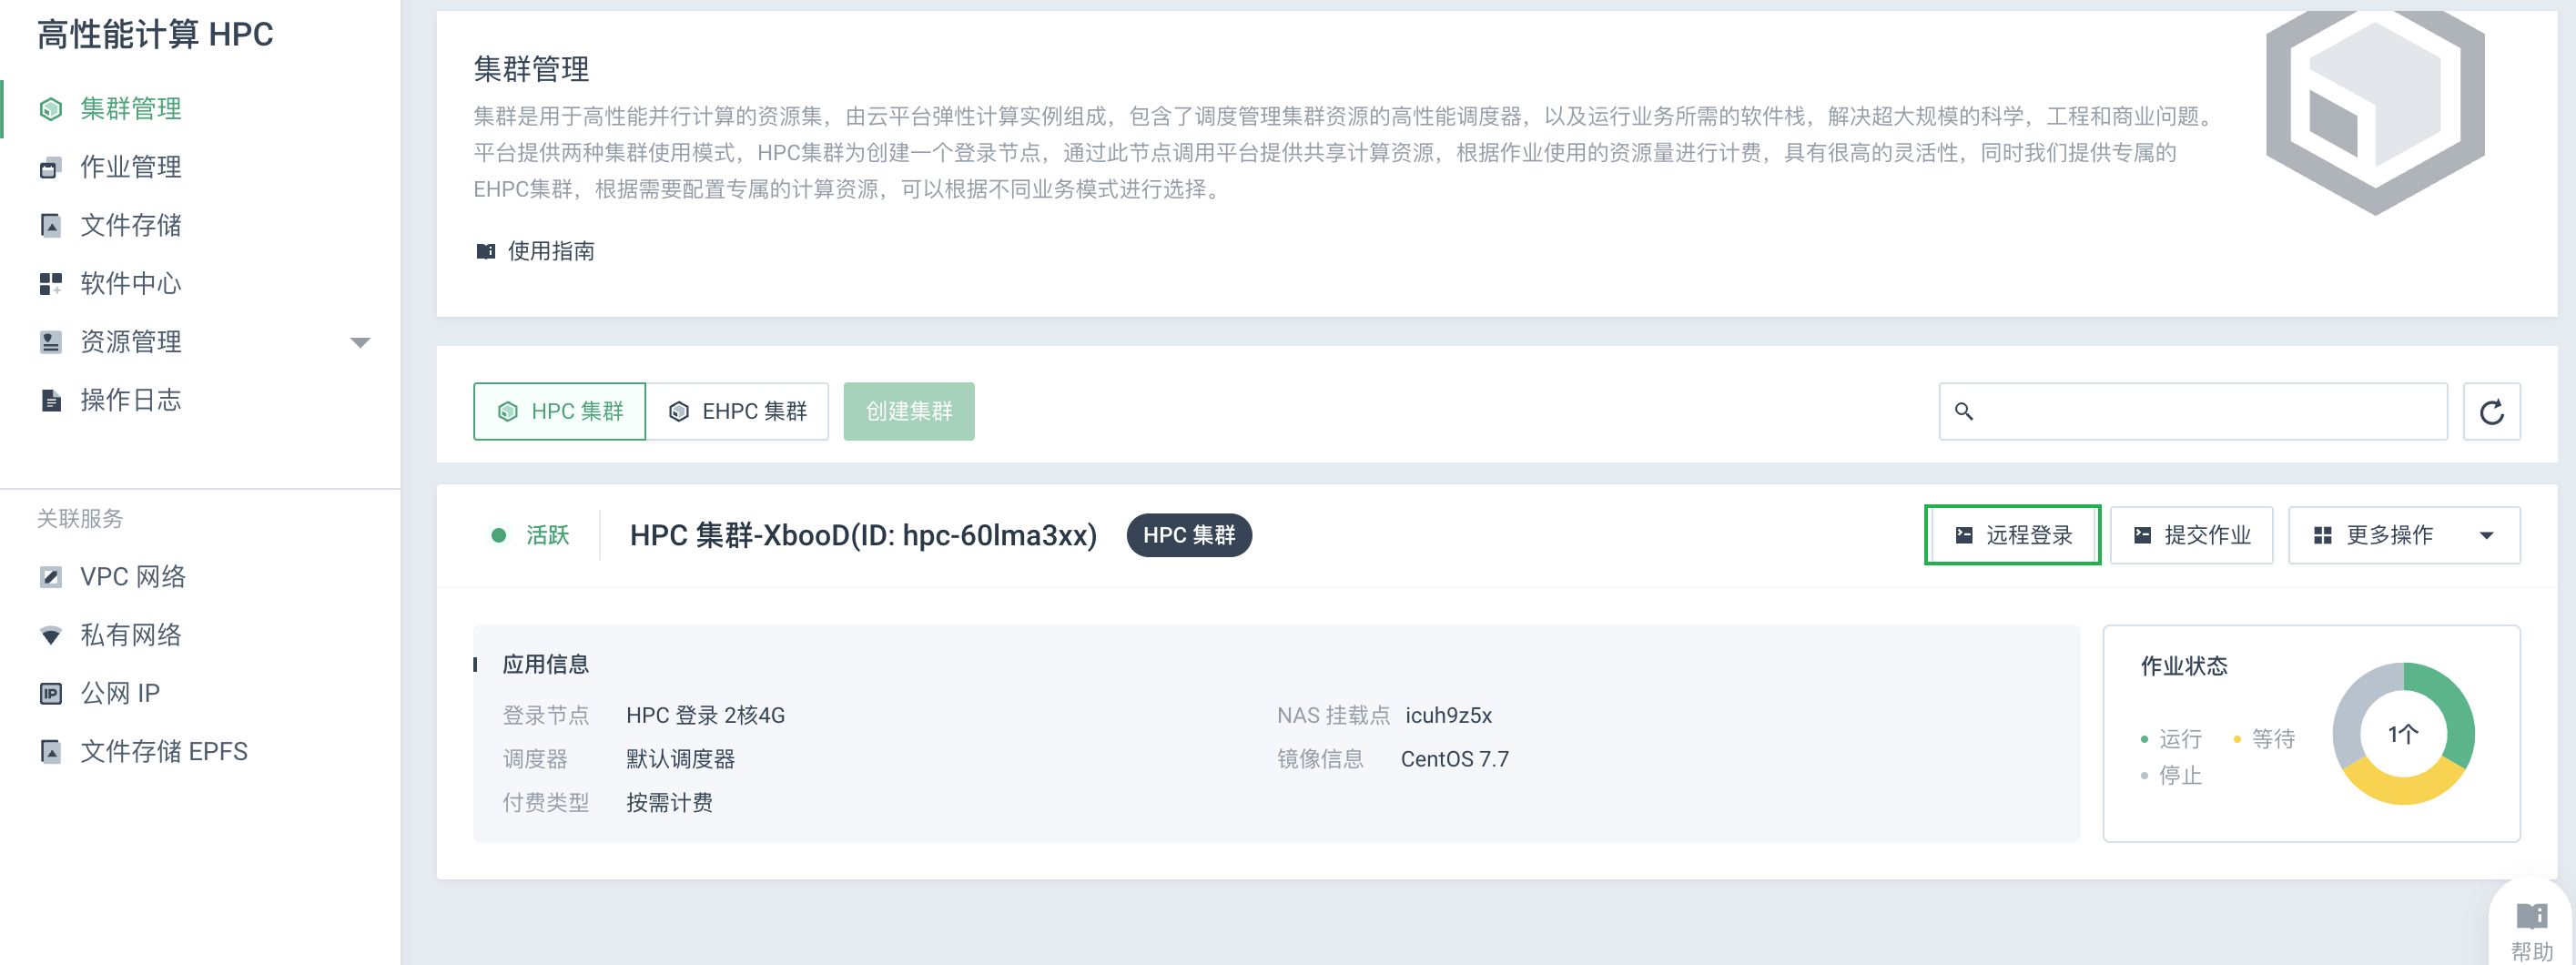 高性能计算 HPC
集群管理
作业管理
文件存储
软件中心
资源管理
操作日志
关联服务
VPC 网络
私有网络
公网 IP
文件存储 EPFS
集群管理
集群是用于高性能并行计算的资源集，由云平台弹性计算实例组成，包含了调度管理集群资源的高性能调度器，以及运行业务所需的软件栈，解决超大规模的科学，工程和商业问题。
平台提供两种集群使用模式，HPC集群为创建一个登录节点，通过此节点调用平台提供共享计算资源，根据作业使用的资源量进行计费，具有很高的灵活性，同时我们提供专属的
EHPC集群，根据需要配置专属的计算资源，可以根据不同业务模式进行选择。
使用指南
HPC 集群 EHPC 集群 创建集群
活跃 HPC 集群-XbooD(ID: hpc-60lma3xx) HPC 集群 远程登录 提交作业 更多操作
应用信息
登录节点 HPC 登录 2核4G NAS 挂载点 icuh9z5x
调度器 默认调度器 镜像信息 CentOS 7.7
付费类型 按需计费
作业状态
运行 等待
停止
1个
帮助